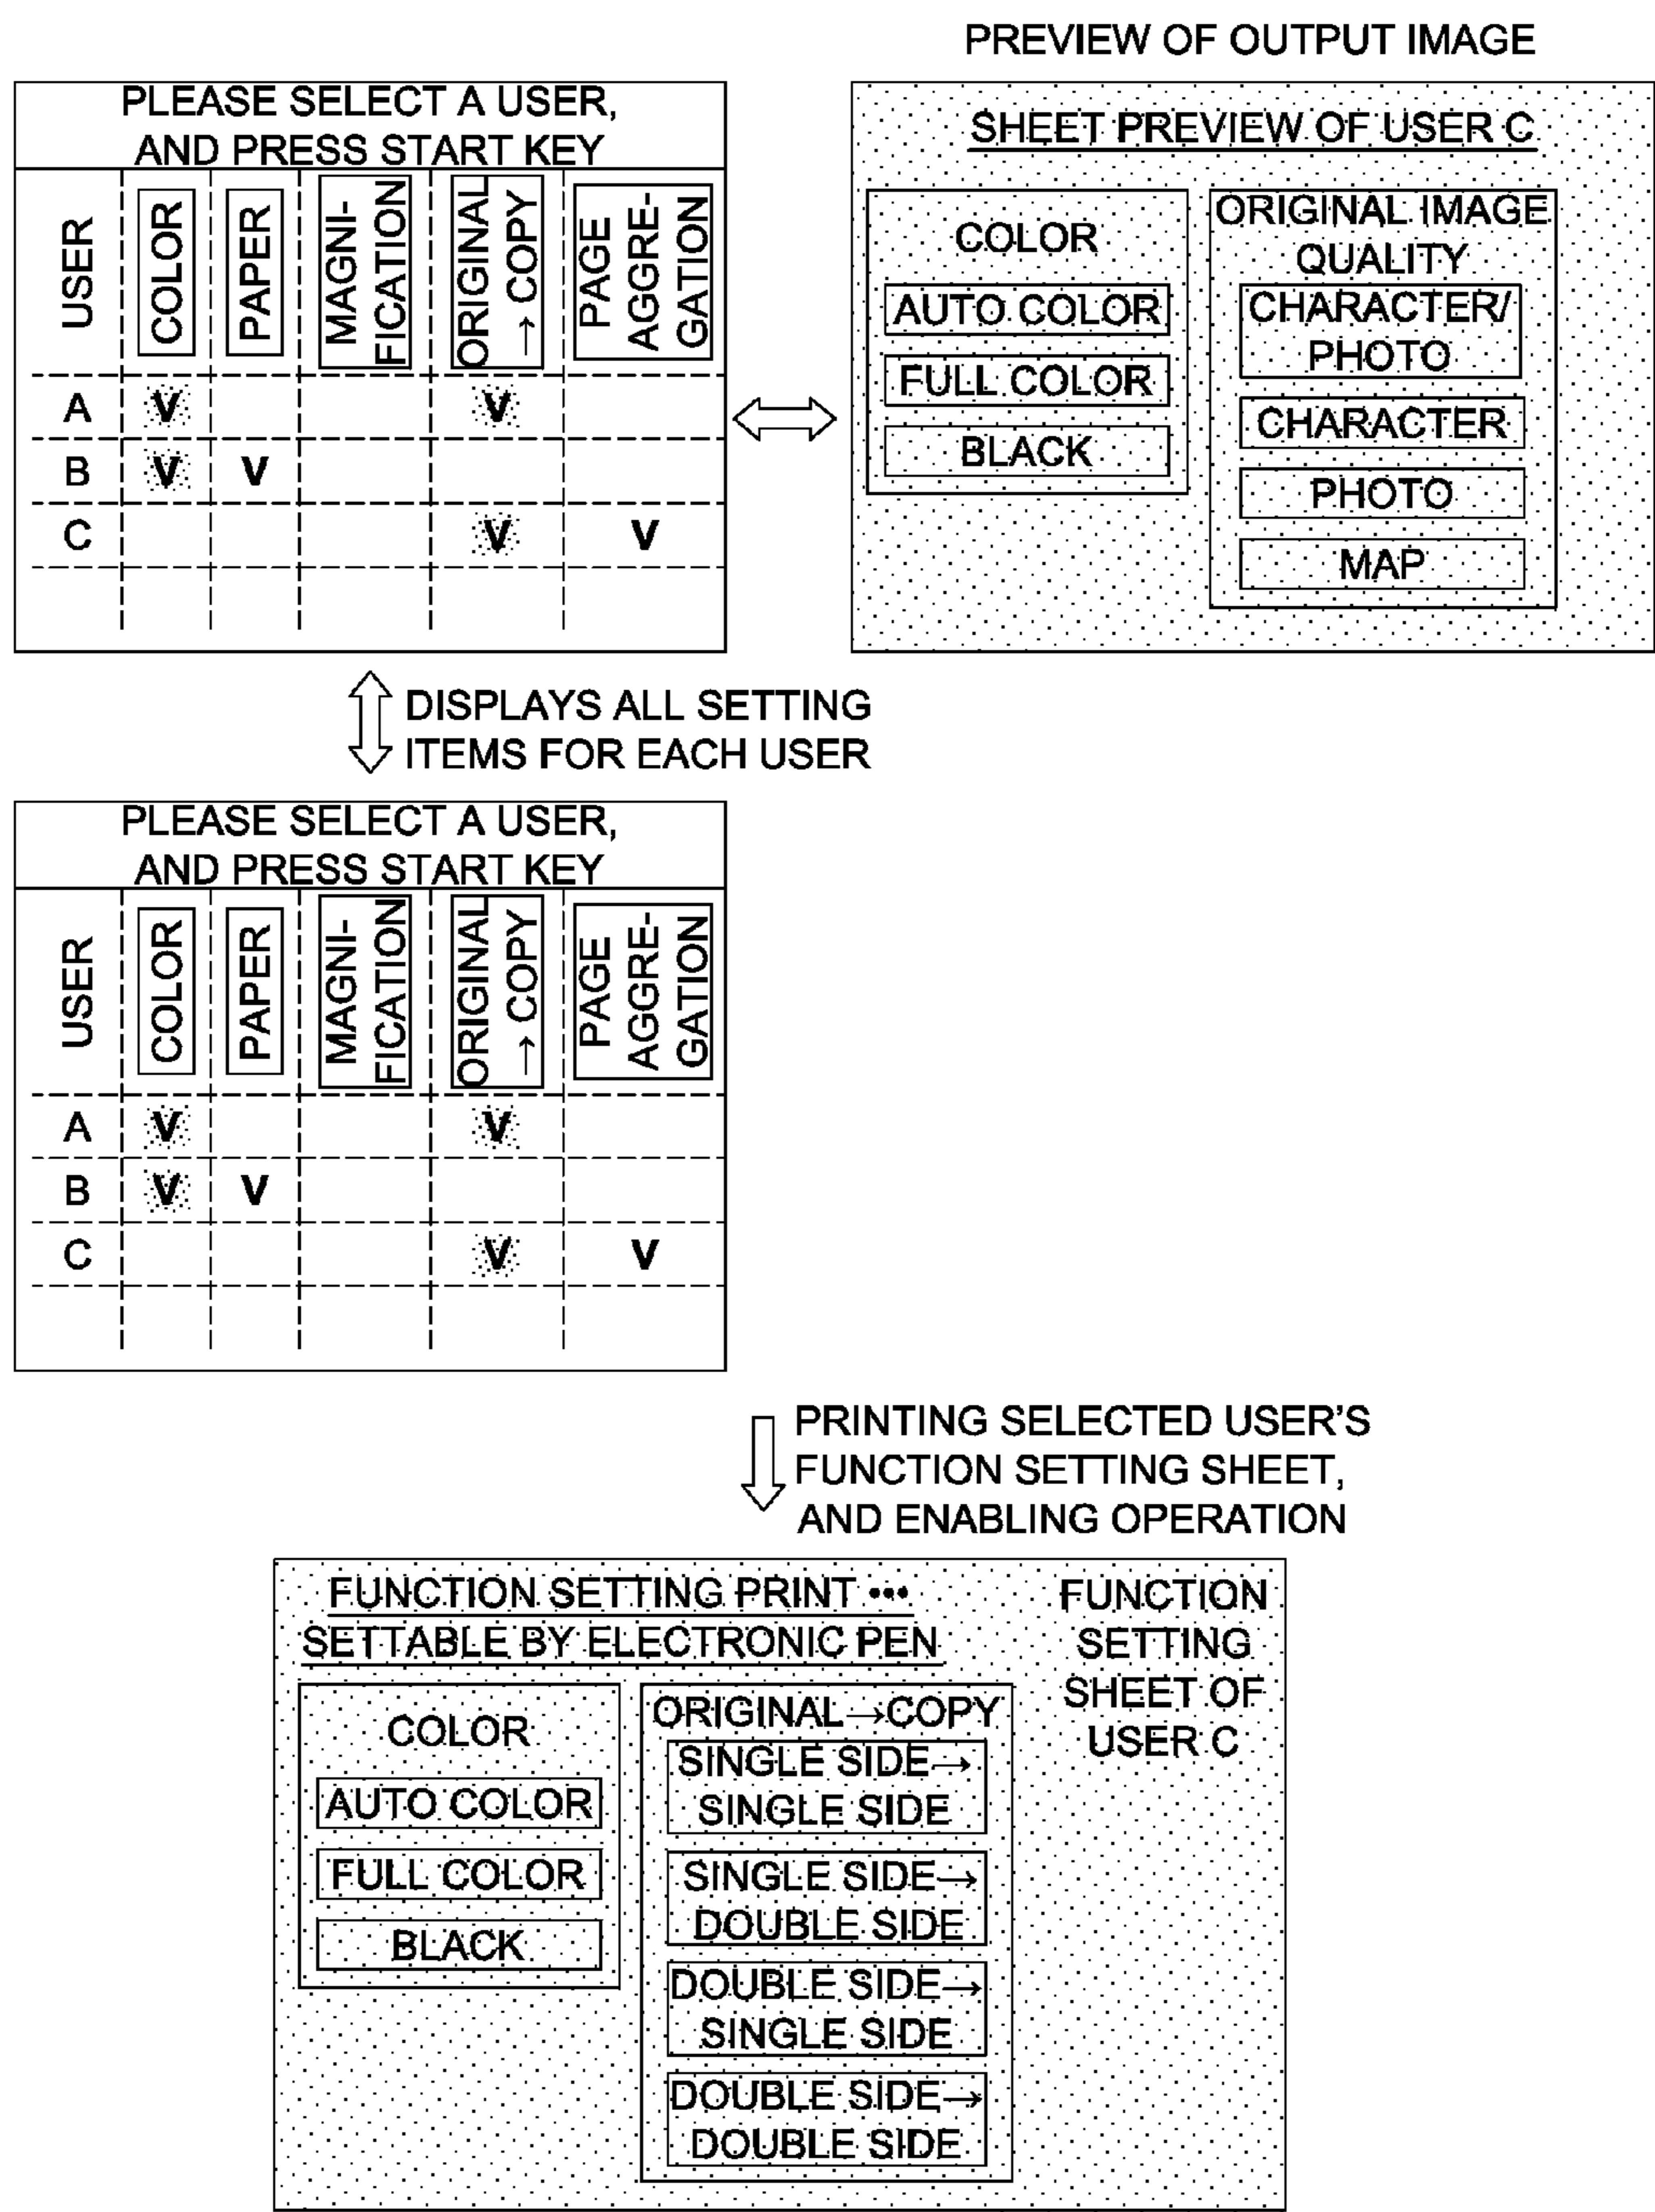 PREVIEW OF OUTPUT IMAGE
PLEASE SELECT A USER,
AND PRESS START KEY
USER
COLOR
PAPER
MAGNI-
FICATION
ORIGINAL
→ COPY
PAGE
AGGRE-
GATION
A V V
B V V
C V V
SHEET PREVIEW OF USER C
COLOR
AUTO COLOR
FULL COLOR
BLACK
ORIGINAL IMAGE
QUALITY
CHARACTER/
PHOTO
CHARACTER
PHOTO
MAP
DISPLAYS ALL SETTING
ITEMS FOR EACH USER
PLEASE SELECT A USER,
AND PRESS START KEY
USER
COLOR
PAPER
MAGNI-
FICATION
ORIGINAL
→ COPY
PAGE
AGGRE-
GATION
A V V
B V V
C V V
PRINTING SELECTED USER'S
FUNCTION SETTING SHEET,
AND ENABLING OPERATION
FUNCTION SETTING PRINT •••
SETTABLE BY ELECTRONIC PEN
FUNCTION
SETTING
SHEET OF
USER C
COLOR
AUTO COLOR
FULL COLOR
BLACK
ORIGINAL→COPY
SINGLE SIDE→
SINGLE SIDE
SINGLE SIDE→
DOUBLE SIDE
DOUBLE SIDE→
SINGLE SIDE
DOUBLE SIDE→
DOUBLE SIDE